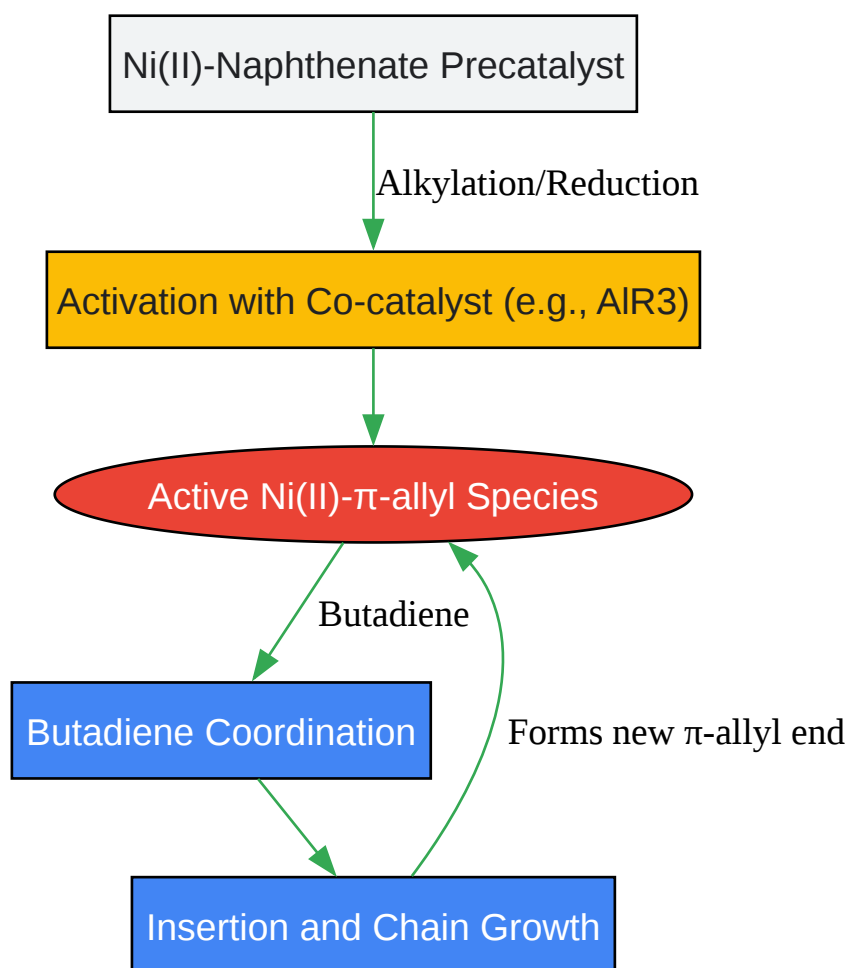 Ni(II)-Naphthenate Precatalyst
Alkylation/Reduction
Activation with Co-catalyst (e.g., AlR3)
Active Ni(II)-π-allyl Species
Butadiene
Butadiene Coordination
Forms new π-allyl end
Insertion and Chain Growth